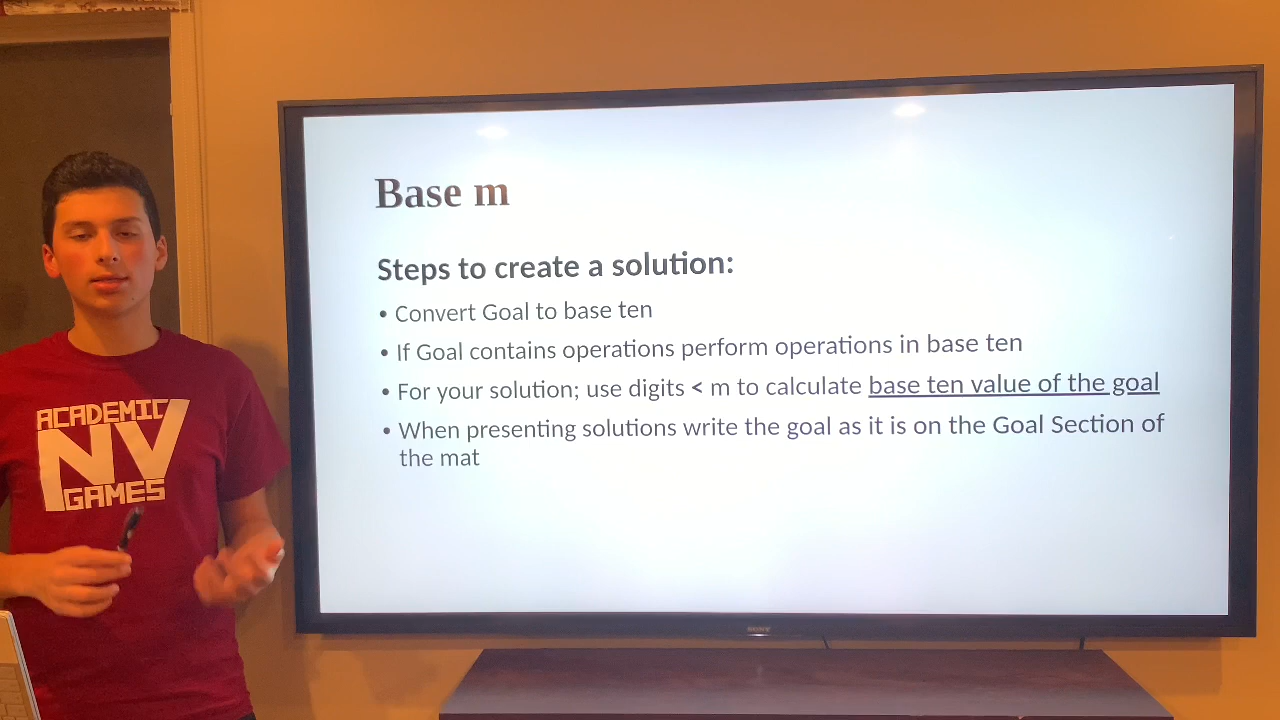 Base m
Steps to create a solution:
• Convert Goal to base ten
• If Goal contains operations perform operations in base ten
• For your solution; use digits < m to calculate base ten value of the goal
• When presenting solutions write the goal as it is on the Goal Section of
the mat
ACADEMIC
NV
GAMES
SONY